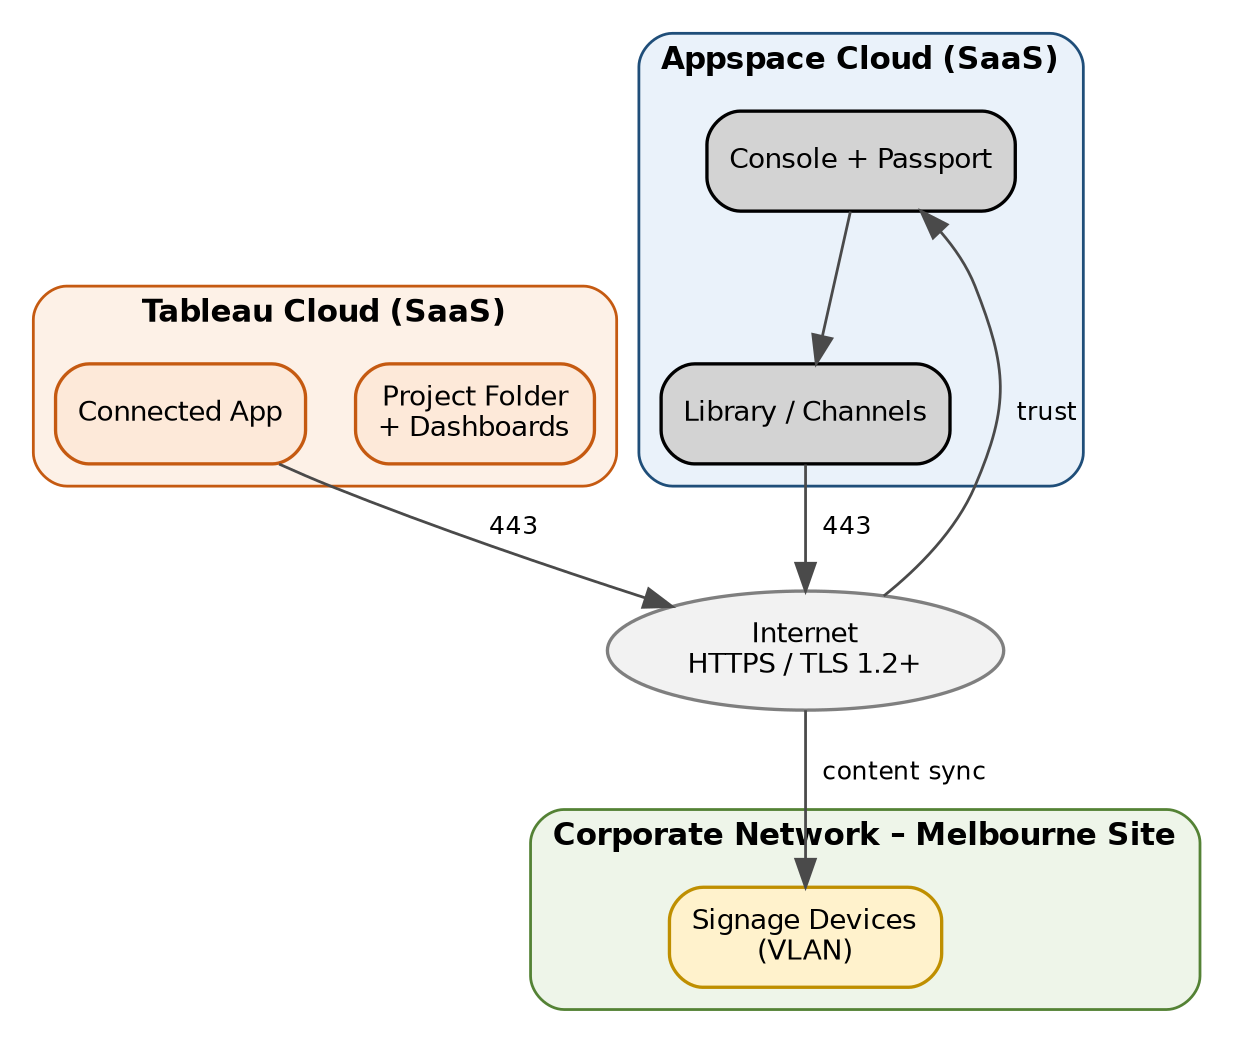 Appspace Cloud (SaaS)
Console + Passport
Tableau Cloud (SaaS)
Connected App
Project Folder
+ Dashboards
Library / Channels
trust
443
443
Internet
HTTPS / TLS 1.2+
content sync
Corporate Network – Melbourne Site
Signage Devices
(VLAN)